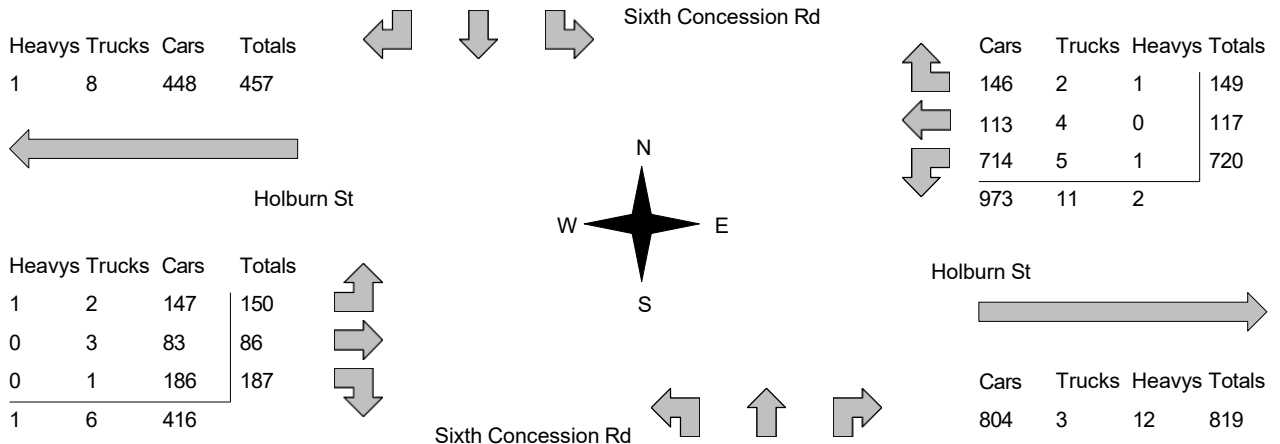 Sixth Concession Rd
Heavys Trucks Cars Totals
1 8 448 457
Cars Trucks Heavys Totals
146 2 1 149
113 4 0 117
714 5 1 720
973 11 2
Holburn St
N
W E
S
Heavys Trucks Cars Totals
1 2 147 150
0 3 83 86
0 1 186 187
1 6 416
Holburn St
Cars Trucks Heavys Totals
804 3 12 819
Sixth Concession Rd